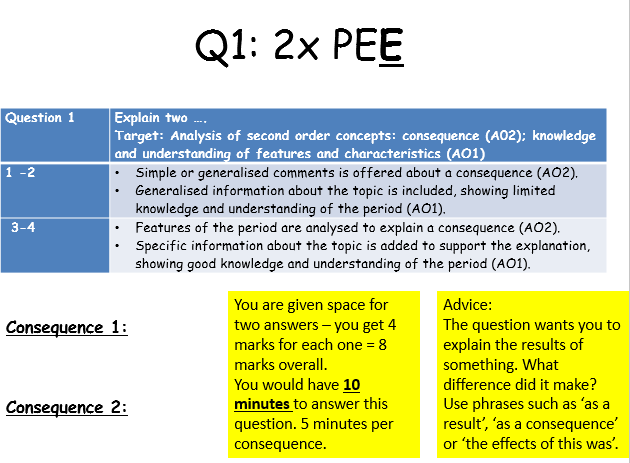 Q1: 2x PEE
Question 1
Explain two ….
Target: Analysis of second order concepts: consequence (A02); knowledge
and understanding of features and characteristics (AO1)
1 -2
• Simple or generalised comments is offered about a consequence (AO2).
• Generalised information about the topic is included, showing limited
knowledge and understanding of the period (AO1).
3-4
• Features of the period are analysed to explain a consequence (AO2).
• Specific information about the topic is added to support the explanation,
showing good knowledge and understanding of the period (AO1).
Consequence 1:
Consequence 2:
You are given space for
two answers – you get 4
marks for each one = 8
marks overall.
You would have 10
minutes to answer this
question. 5 minutes per
consequence.
Advice:
The question wants you to
explain the results of
something. What
difference did it make?
Use phrases such as ‘as a
result’, ‘as a consequence’
or ‘the effects of this was’.